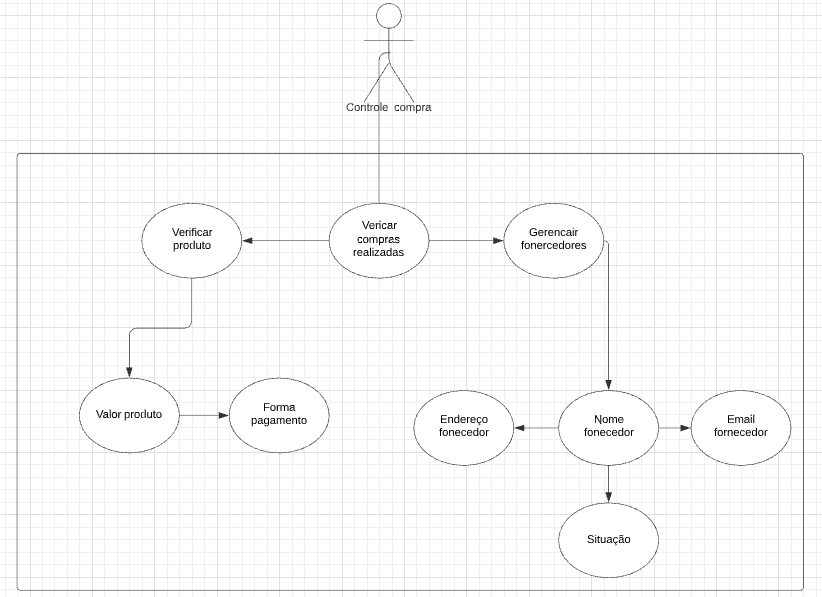 Controle  compra
Verificar
produto
Vericar
compras
realizadas
Gerencair
fonercedores
Valor produto
Forma
pagamento
Endereço
fonecedor
Nome
fonecedor
Email
fornecedor
Situação